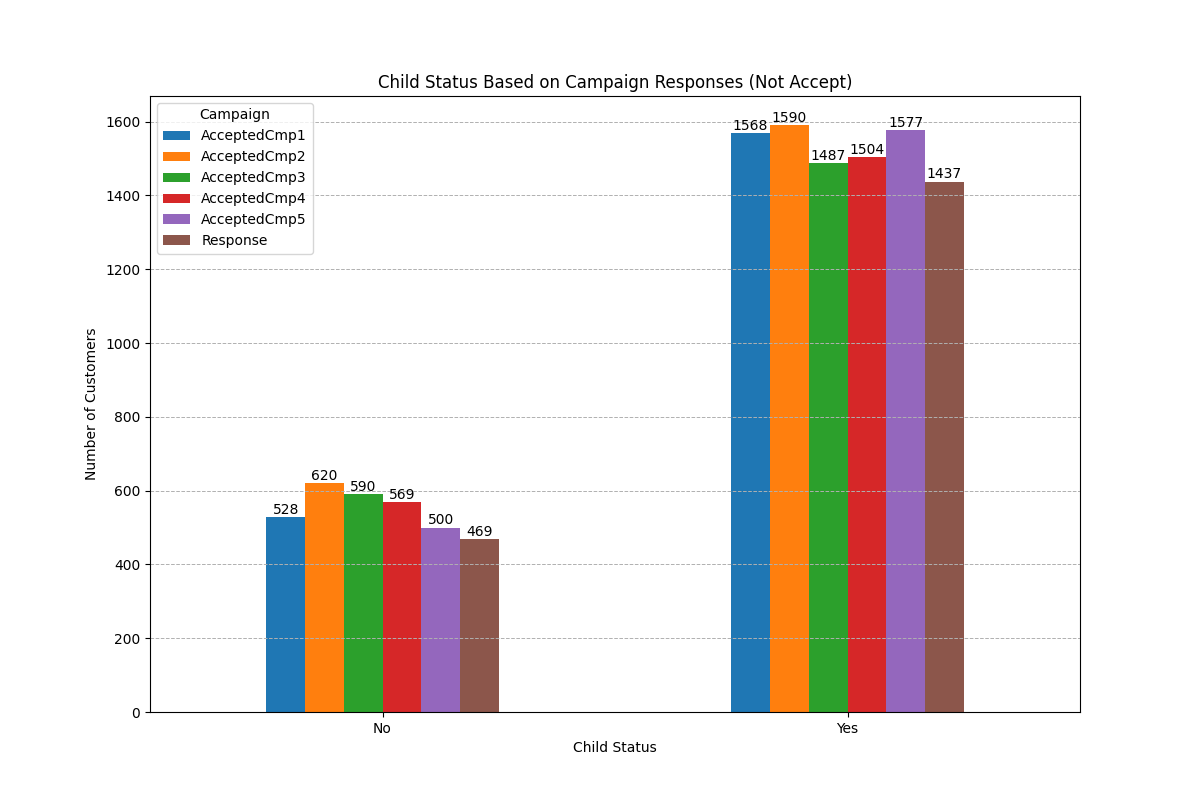 Child Status Based on Campaign Responses (Not Accept)
Campaign
AcceptedCmp1
AcceptedCmp2
AcceptedCmp3
AcceptedCmp4
AcceptedCmp5
Response
Number of Customers
1600
1400
1200
1000
800
600
400
200
0
528
620
590
569
500
469
1568
1590
1487
1504
1577
1437
No
Yes
Child Status